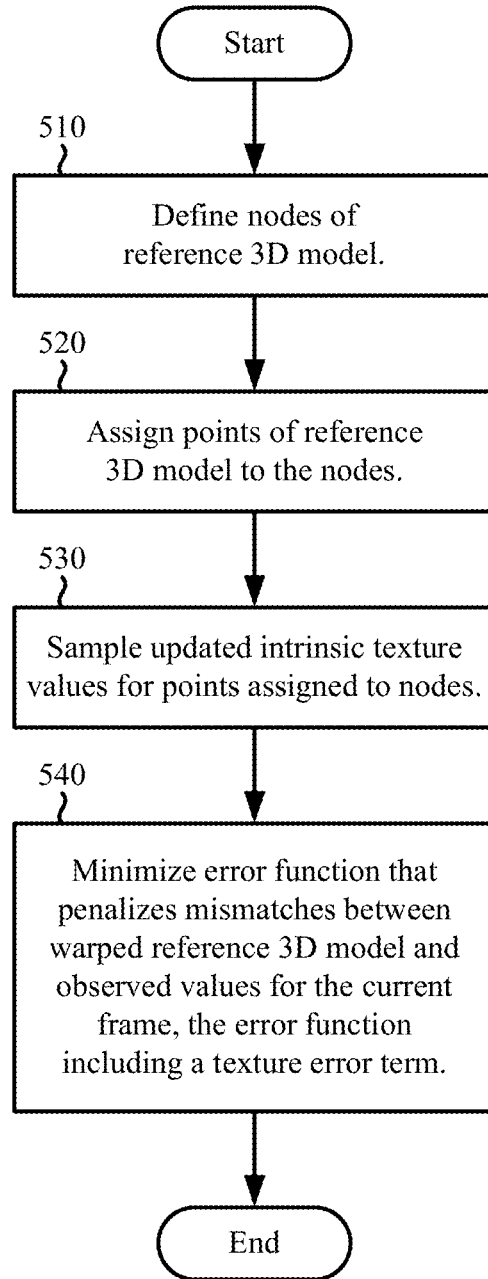 Start
510
Define nodes of
reference 3D model.
520
Assign points of reference
3D model to the nodes.
530
Sample updated intrinsic texture
values for points assigned to nodes.
540
Minimize error function that
penalizes mismatches between
warped reference 3D model and
observed values for the current
frame, the error function
including a texture error term.
End